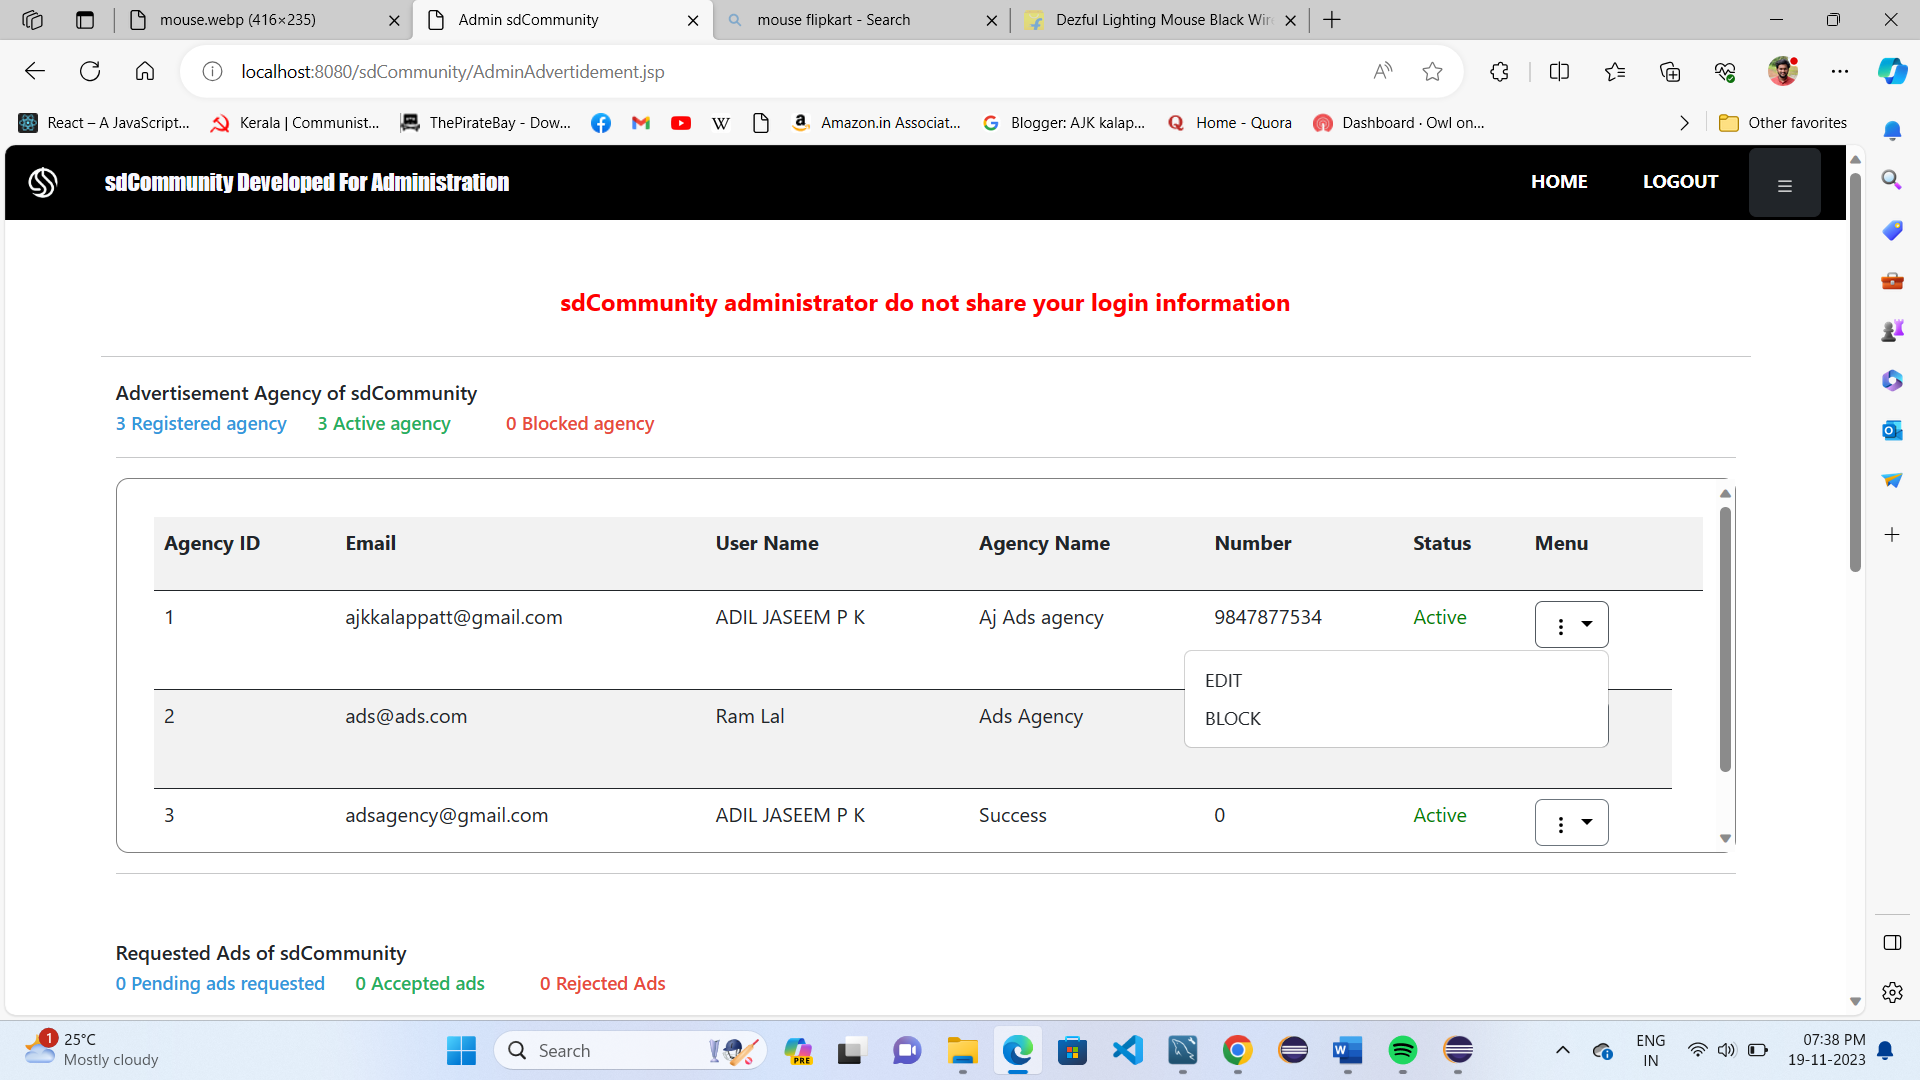 mouse.webp (416×235)
Admin sdCommunity
mouse flipkart - Search
Dezful Lighting Mouse Black Wir
localhost:8080/sdCommunity/AdminAdvertidement.jsp
React – A JavaScript...
Kerala | Communist...
ThePirateBay - Dow...
Amazon.in Associat...
Blogger: AJK kalap...
Home - Quora
Dashboard · Owl on...
Other favorites
sdCommunity Developed For Administration
HOME
LOGOUT
sdCommunity administrator do not share your login information
Advertisement Agency of sdCommunity
3 Registered agency 3 Active agency 0 Blocked agency
Agency ID Email User Name Agency Name Number Status Menu
1 ajkkalappatt@gmail.com ADIL JASEEM P K Aj Ads agency 9847877534 Active
EDIT
BLOCK
2 ads@ads.com Ram Lal Ads Agency
3 adsagency@gmail.com ADIL JASEEM P K Success 0 Active
Requested Ads of sdCommunity
0 Pending ads requested 0 Accepted ads 0 Rejected Ads
1
25°C
Mostly cloudy
Search
PRE
ENG
IN
07:38 PM
19-11-2023